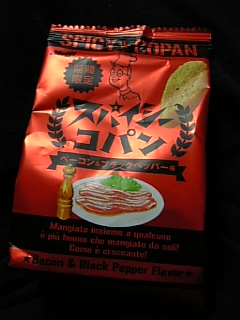 SPICY COPAN
期間
限定
スパイシー
コパン
ベーコン&ブラックペッパー味
Mangiato insieme a qualcuno
è più buono che mangiato da soli!
Come è croccante!
Bacon & Black Pepper Flavor